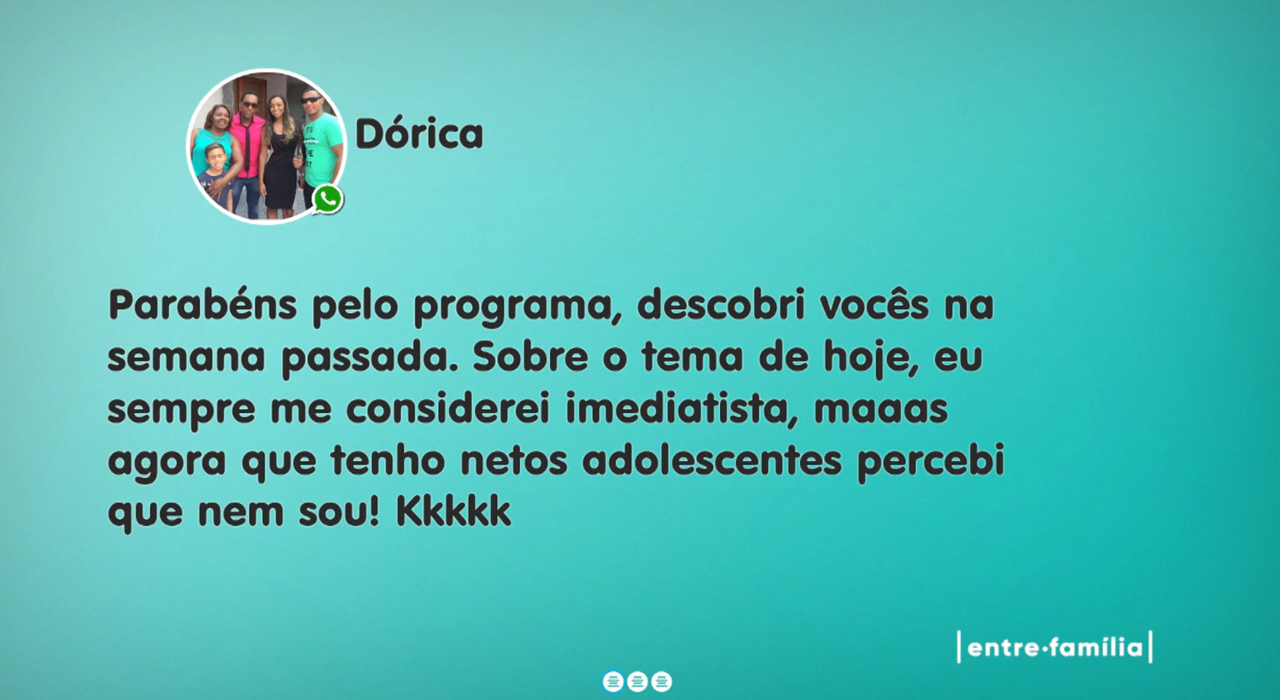 Dórica
Parabéns pelo programa, descobri vocês na
semana passada. Sobre o tema de hoje, eu
sempre me considerei imediatista, maaas
agora que tenho netos adolescentes percebi
que nem sou! Kkkkk
|entre•família|